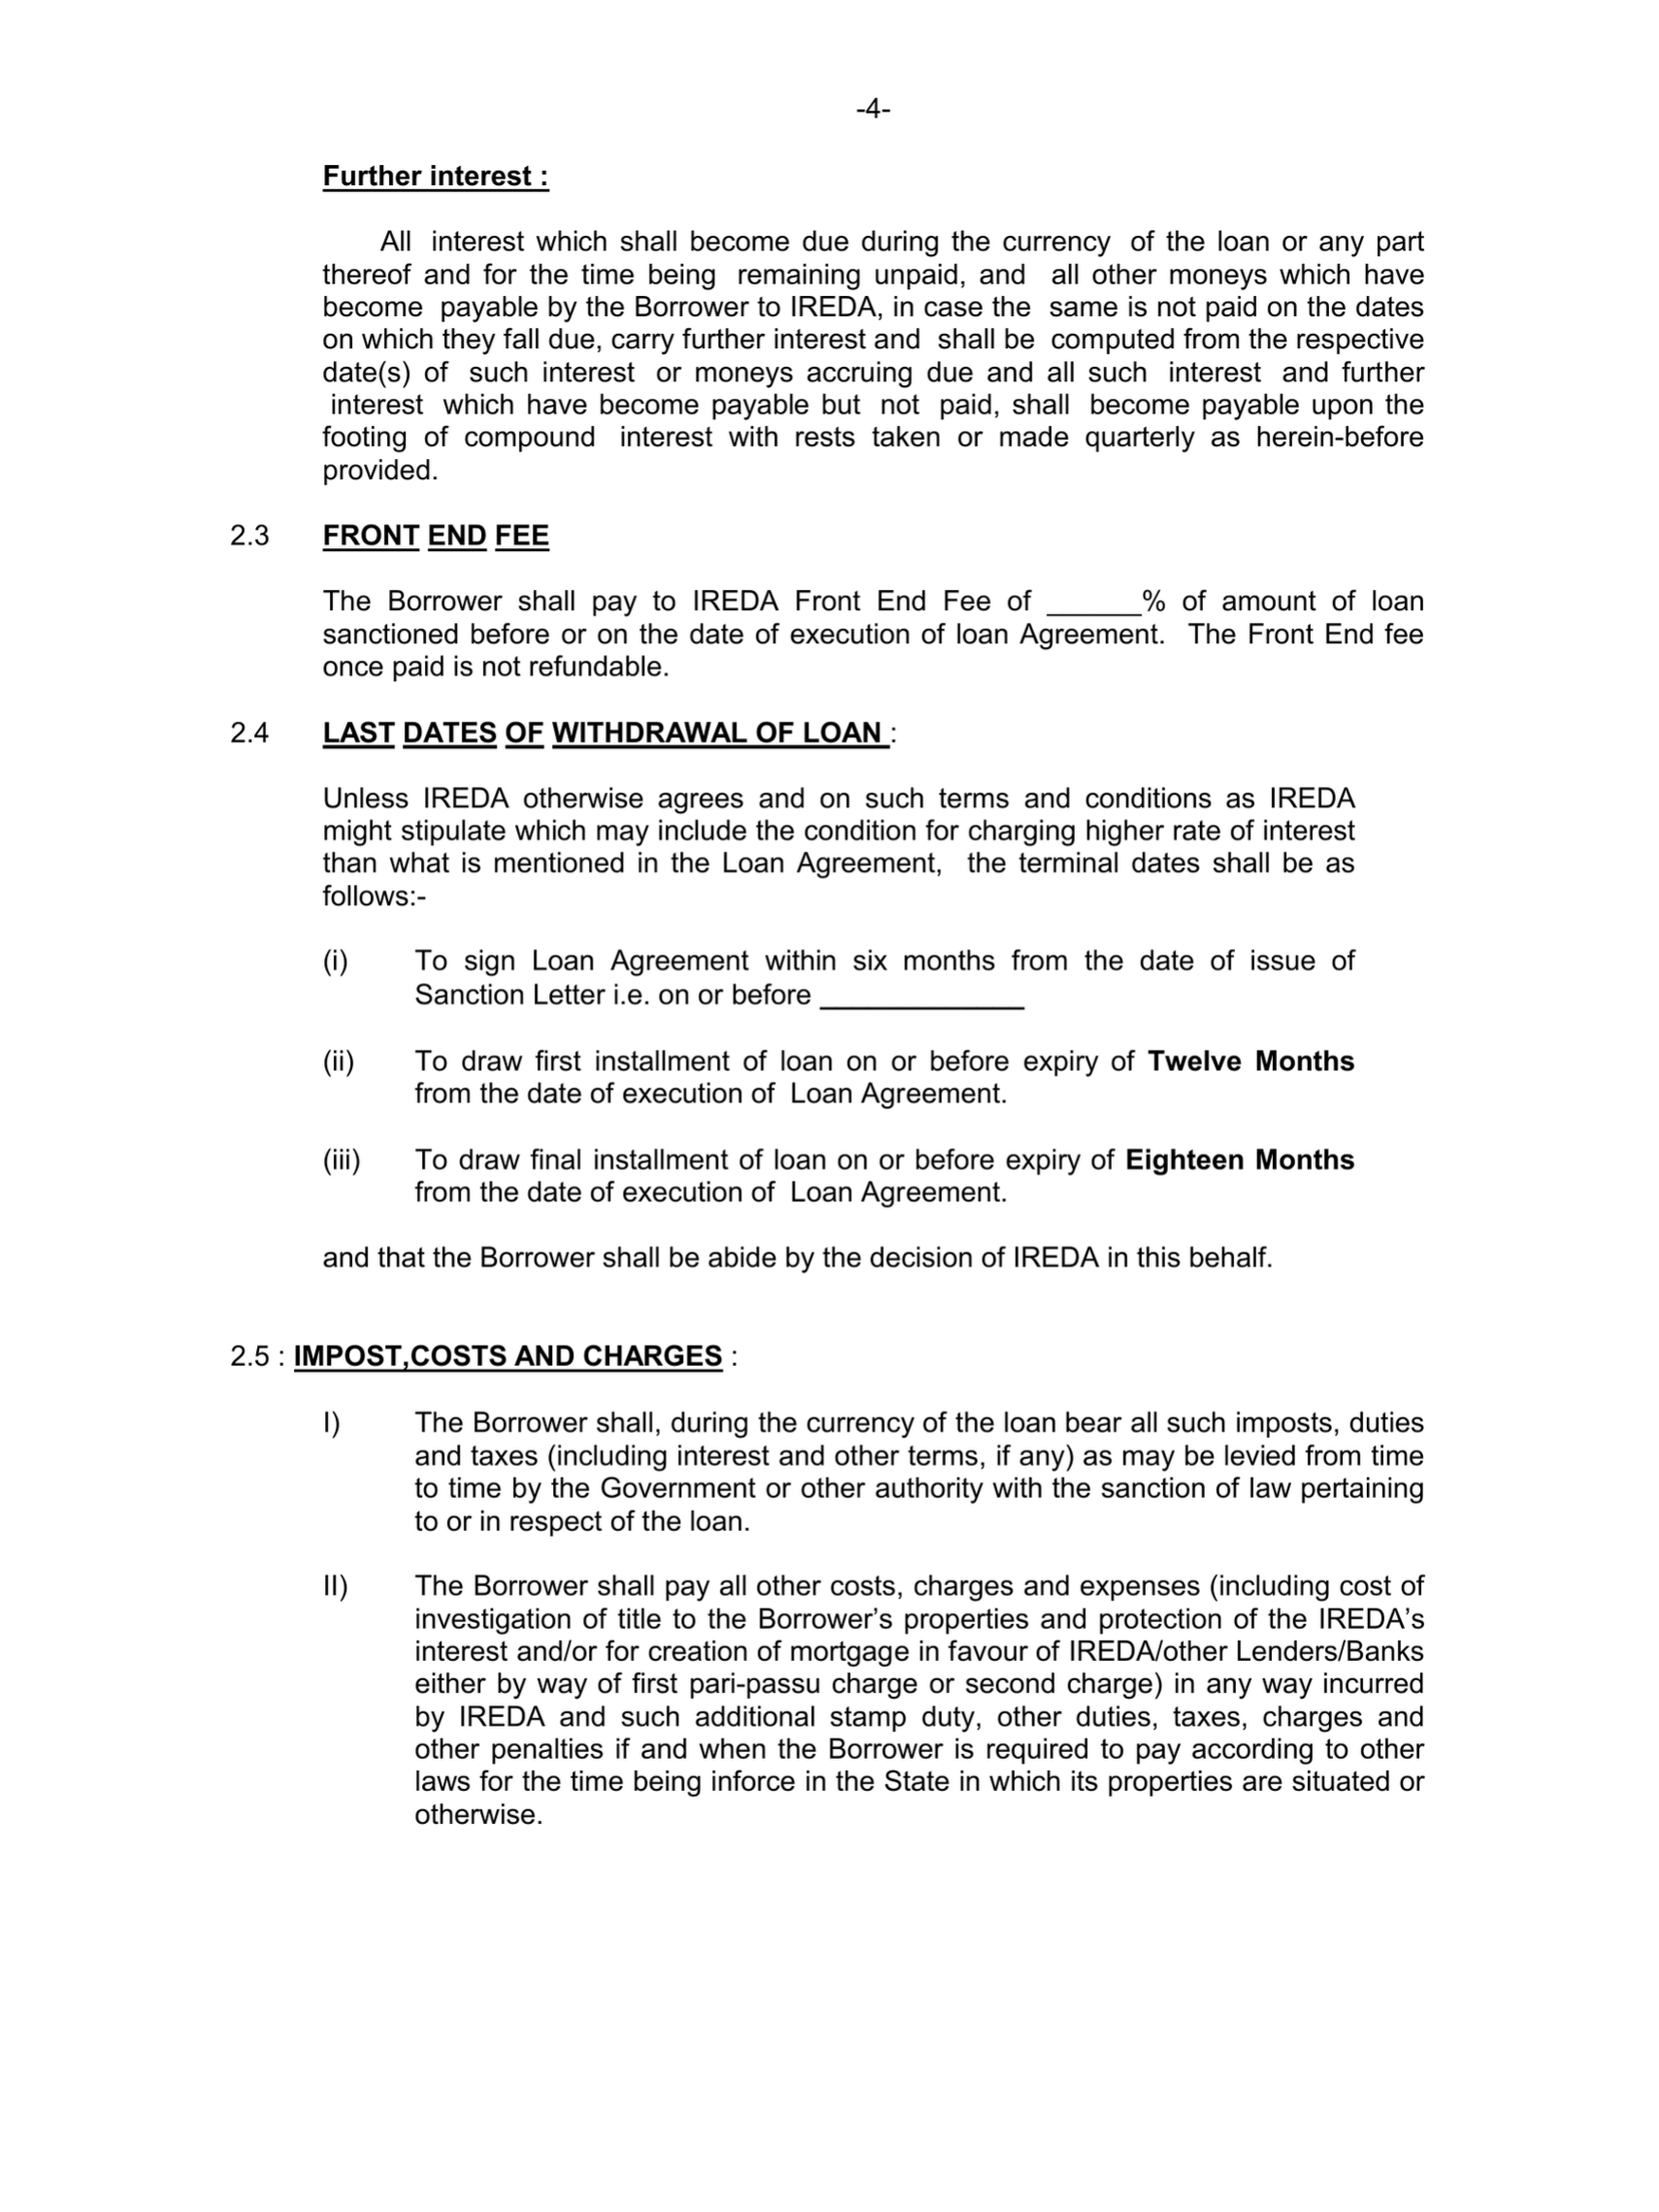 -4-
Further interest :
All interest which shall become due during the currency of the loan or any part
thereof and for the time being remaining unpaid, and all other moneys which have
become payable by the Borrower to IREDA, in case the same is not paid on the dates
on which they fall due, carry further interest and shall be computed from the respective
date(s) of such interest or moneys accruing due and all such interest and further
interest which have become payable but not paid, shall become payable upon the
footing of compound interest with rests taken or made quarterly as herein-before
provided.
2.3 FRONT END FEE
The Borrower shall pay to IREDA Front End Fee of ______% of amount of loan
sanctioned before or on the date of execution of loan Agreement. The Front End fee
once paid is not refundable.
2.4 LAST DATES OF WITHDRAWAL OF LOAN :
Unless IREDA otherwise agrees and on such terms and conditions as IREDA
might stipulate which may include the condition for charging higher rate of interest
than what is mentioned in the Loan Agreement, the terminal dates shall be as
follows:-
(i) To sign Loan Agreement within six months from the date of issue of
Sanction Letter i.e. on or before _____________
(ii) To draw first installment of loan on or before expiry of Twelve Months
from the date of execution of Loan Agreement.
(iii) To draw final installment of loan on or before expiry of Eighteen Months
from the date of execution of Loan Agreement.
and that the Borrower shall be abide by the decision of IREDA in this behalf.
2.5 : IMPOST,COSTS AND CHARGES :
I) The Borrower shall, during the currency of the loan bear all such imposts, duties
and taxes (including interest and other terms, if any) as may be levied from time
to time by the Government or other authority with the sanction of law pertaining
to or in respect of the loan.
II) The Borrower shall pay all other costs, charges and expenses (including cost of
investigation of title to the Borrower’s properties and protection of the IREDA’s
interest and/or for creation of mortgage in favour of IREDA/other Lenders/Banks
either by way of first pari-passu charge or second charge) in any way incurred
by IREDA and such additional stamp duty, other duties, taxes, charges and
other penalties if and when the Borrower is required to pay according to other
laws for the time being inforce in the State in which its properties are situated or
otherwise.